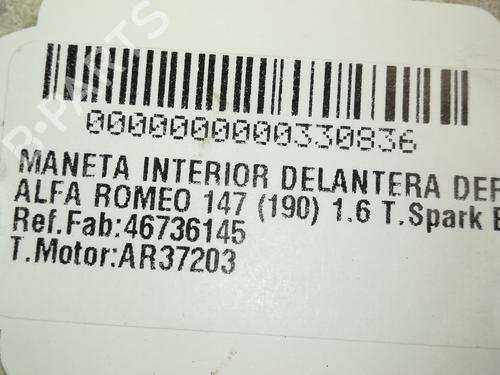 0000000000330836
MANETA INTERIOR DELANTERA DER
ALFA ROMEO 147 (190) 1.6 T.Spark
Ref.Fab:46736145
T.Motor:AR37203